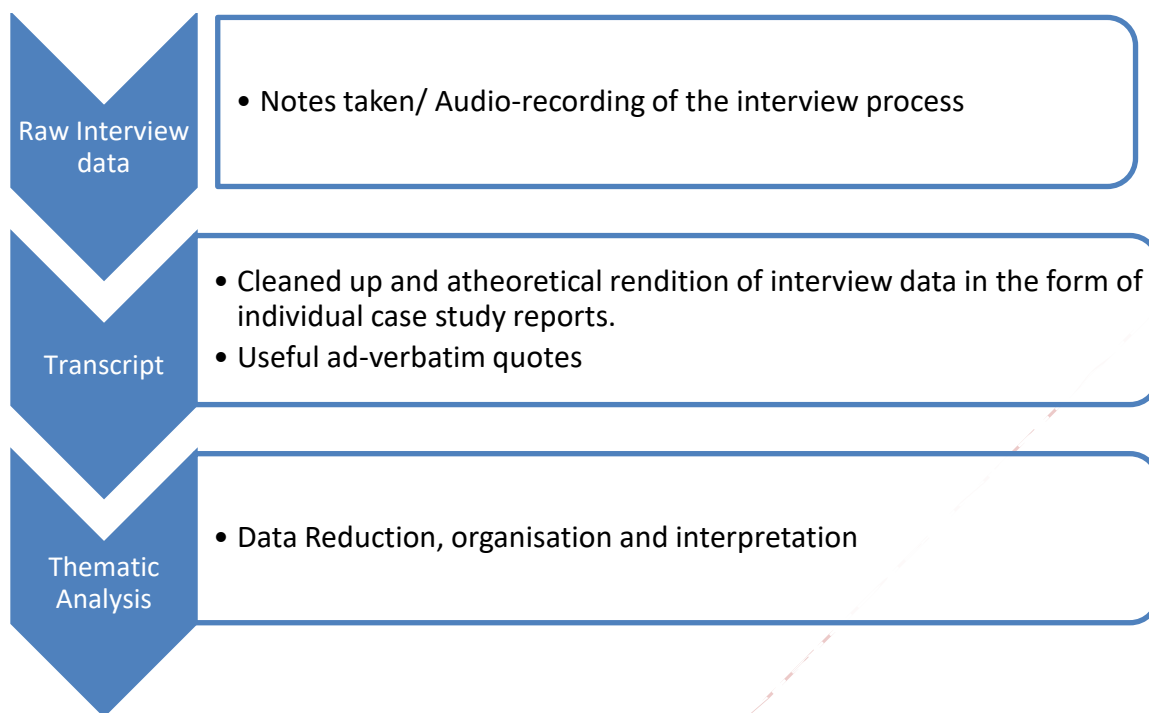 Raw Interview
data
• Notes taken/ Audio-recording of the interview process
Transcript
• Cleaned up and atheoretical rendition of interview data in the form of
individual case study reports.
• Useful ad-verbatim quotes
Thematic
Analysis
• Data Reduction, organisation and interpretation